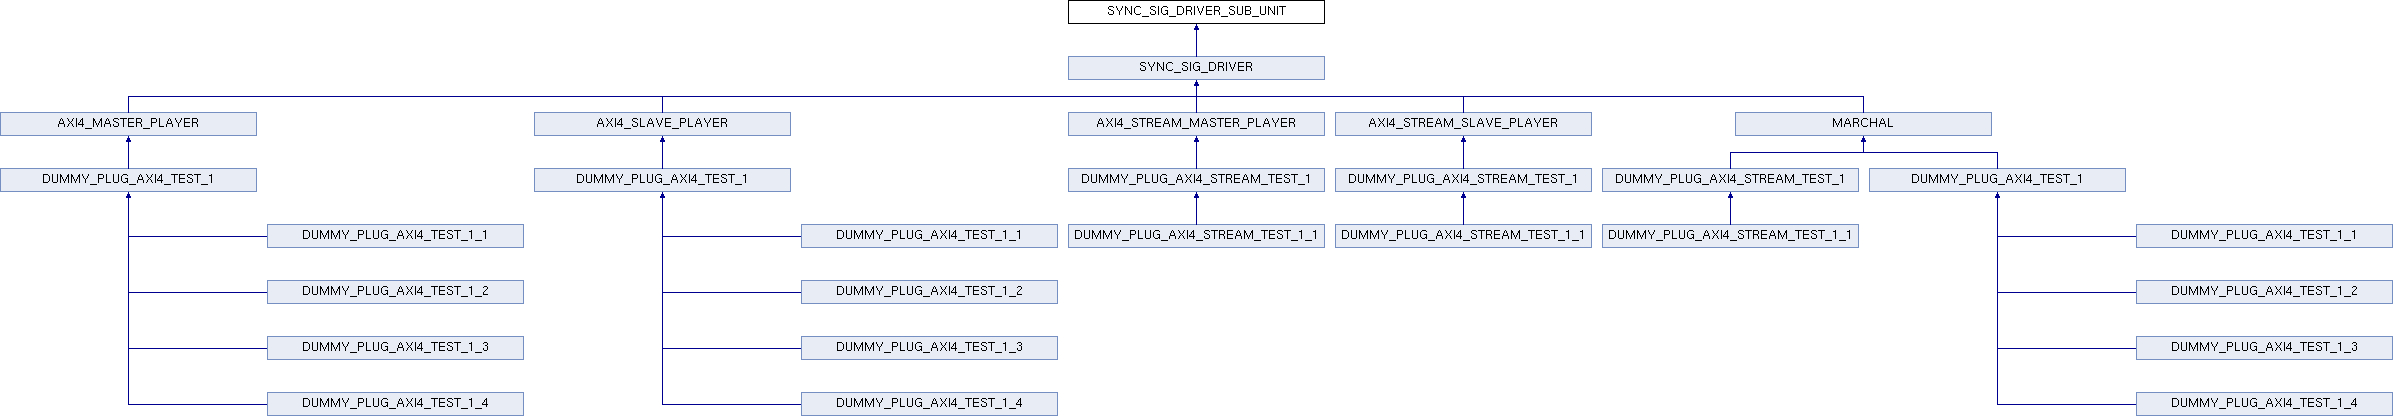 SYNC_SIG_DRIVER_SUB_UNIT
SYNC_SIG_DRIVER
AXI4_MASTER_PLAYER
AXI4_SLAVE_PLAYER
AXI4_STREAM_MASTER_PLAYER
AXI4_STREAM_SLAVE_PLAYER
MARCHAL
DUMMY_PLUG_AXI4_TEST_1
DUMMY_PLUG_AXI4_TEST_1
DUMMY_PLUG_AXI4_STREAM_TEST_1
DUMMY_PLUG_AXI4_STREAM_TEST_1
DUMMY_PLUG_AXI4_STREAM_TEST_1
DUMMY_PLUG_AXI4_TEST_1
DUMMY_PLUG_AXI4_TEST_1_1
DUMMY_PLUG_AXI4_TEST_1_1
DUMMY_PLUG_AXI4_STREAM_TEST_1_1
DUMMY_PLUG_AXI4_STREAM_TEST_1_1
DUMMY_PLUG_AXI4_STREAM_TEST_1_1
DUMMY_PLUG_AXI4_TEST_1_1
DUMMY_PLUG_AXI4_TEST_1_2
DUMMY_PLUG_AXI4_TEST_1_2
DUMMY_PLUG_AXI4_TEST_1_2
DUMMY_PLUG_AXI4_TEST_1_3
DUMMY_PLUG_AXI4_TEST_1_3
DUMMY_PLUG_AXI4_TEST_1_3
DUMMY_PLUG_AXI4_TEST_1_4
DUMMY_PLUG_AXI4_TEST_1_4
DUMMY_PLUG_AXI4_TEST_1_4